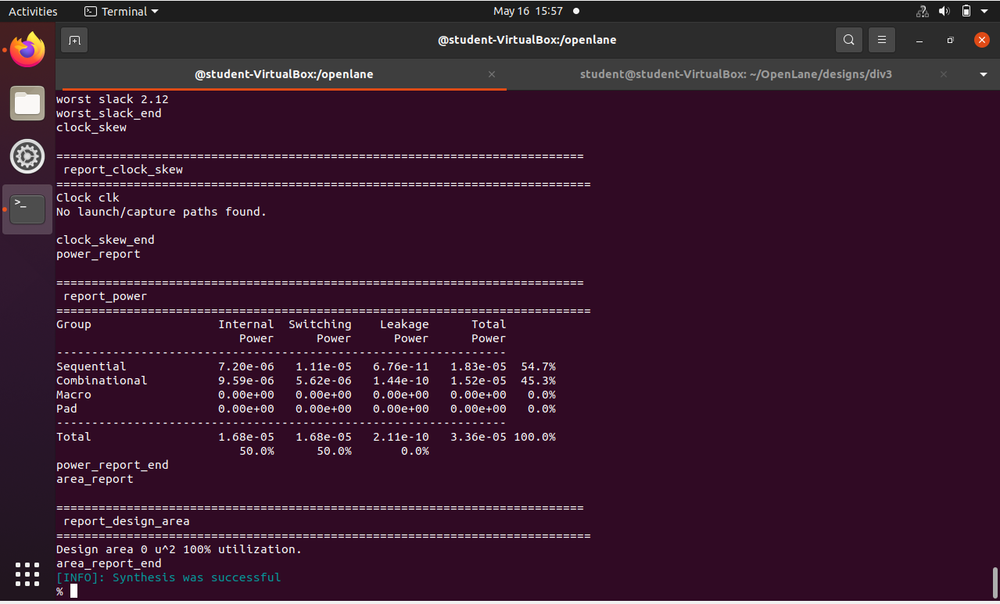 Activities Terminal May 16 15:57
@student-VirtualBox:/openlane
@student-VirtualBox:/openlane student@student-VirtualBox: ~/OpenLane/designs/div3
worst slack 2.12
worst_slack_end
clock_skew
===========================================================================
report_clock_skew
============================================================================
Clock clk
No launch/capture paths found.
clock_skew_end
power_report
===========================================================================
report_power
============================================================================
Group Internal Switching Leakage Total
Power Power Power Power
----------------------------------------------------------------
Sequential 7.20e-06 1.11e-05 6.76e-11 1.83e-05 54.7%
Combinational 9.59e-06 5.62e-06 1.44e-10 1.52e-05 45.3%
Macro 0.00e+00 0.00e+00 0.00e+00 0.00e+00 0.0%
Pad 0.00e+00 0.00e+00 0.00e+00 0.00e+00 0.0%
----------------------------------------------------------------
Total 1.68e-05 1.68e-05 2.11e-10 3.36e-05 100.0%
50.0% 50.0% 0.0%
power_report_end
area_report
===========================================================================
report_design_area
============================================================================
Design area 0 u^2 100% utilization.
area_report_end
[INFO]: Synthesis was successful
%